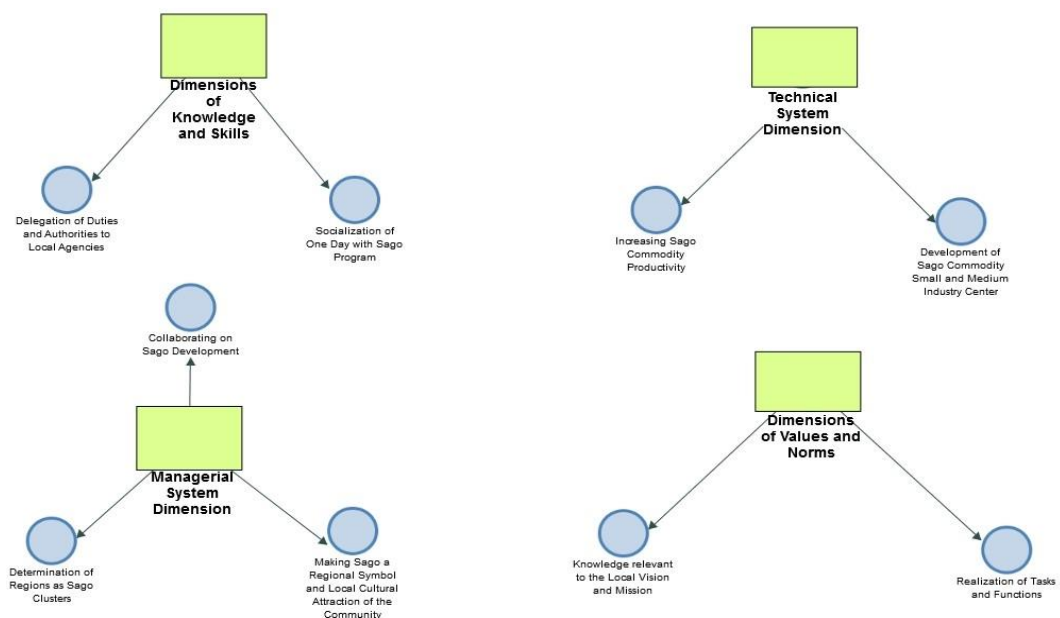 Dimensions
of
Knowledge
and Skills
Delegation of Duties
and Authorities to
Local Agencies
Socialization of
One Day with Sago
Program
Technical
System
Dimension
Increasing Sago
Commodity
Productivity
Development of
Sago Commodity
Small and Medium
Industry Center
Collaborating on
Sago Development
Managerial
System
Dimension
Determination of
Regions as Sago
Clusters
Making Sago a
Regional Symbol
and Local Cultural
Attraction of the
Community
Dimensions
of Values and
Norms
Knowledge relevant
to the Local Vision
and Mission
Realization of Tasks
and Functions